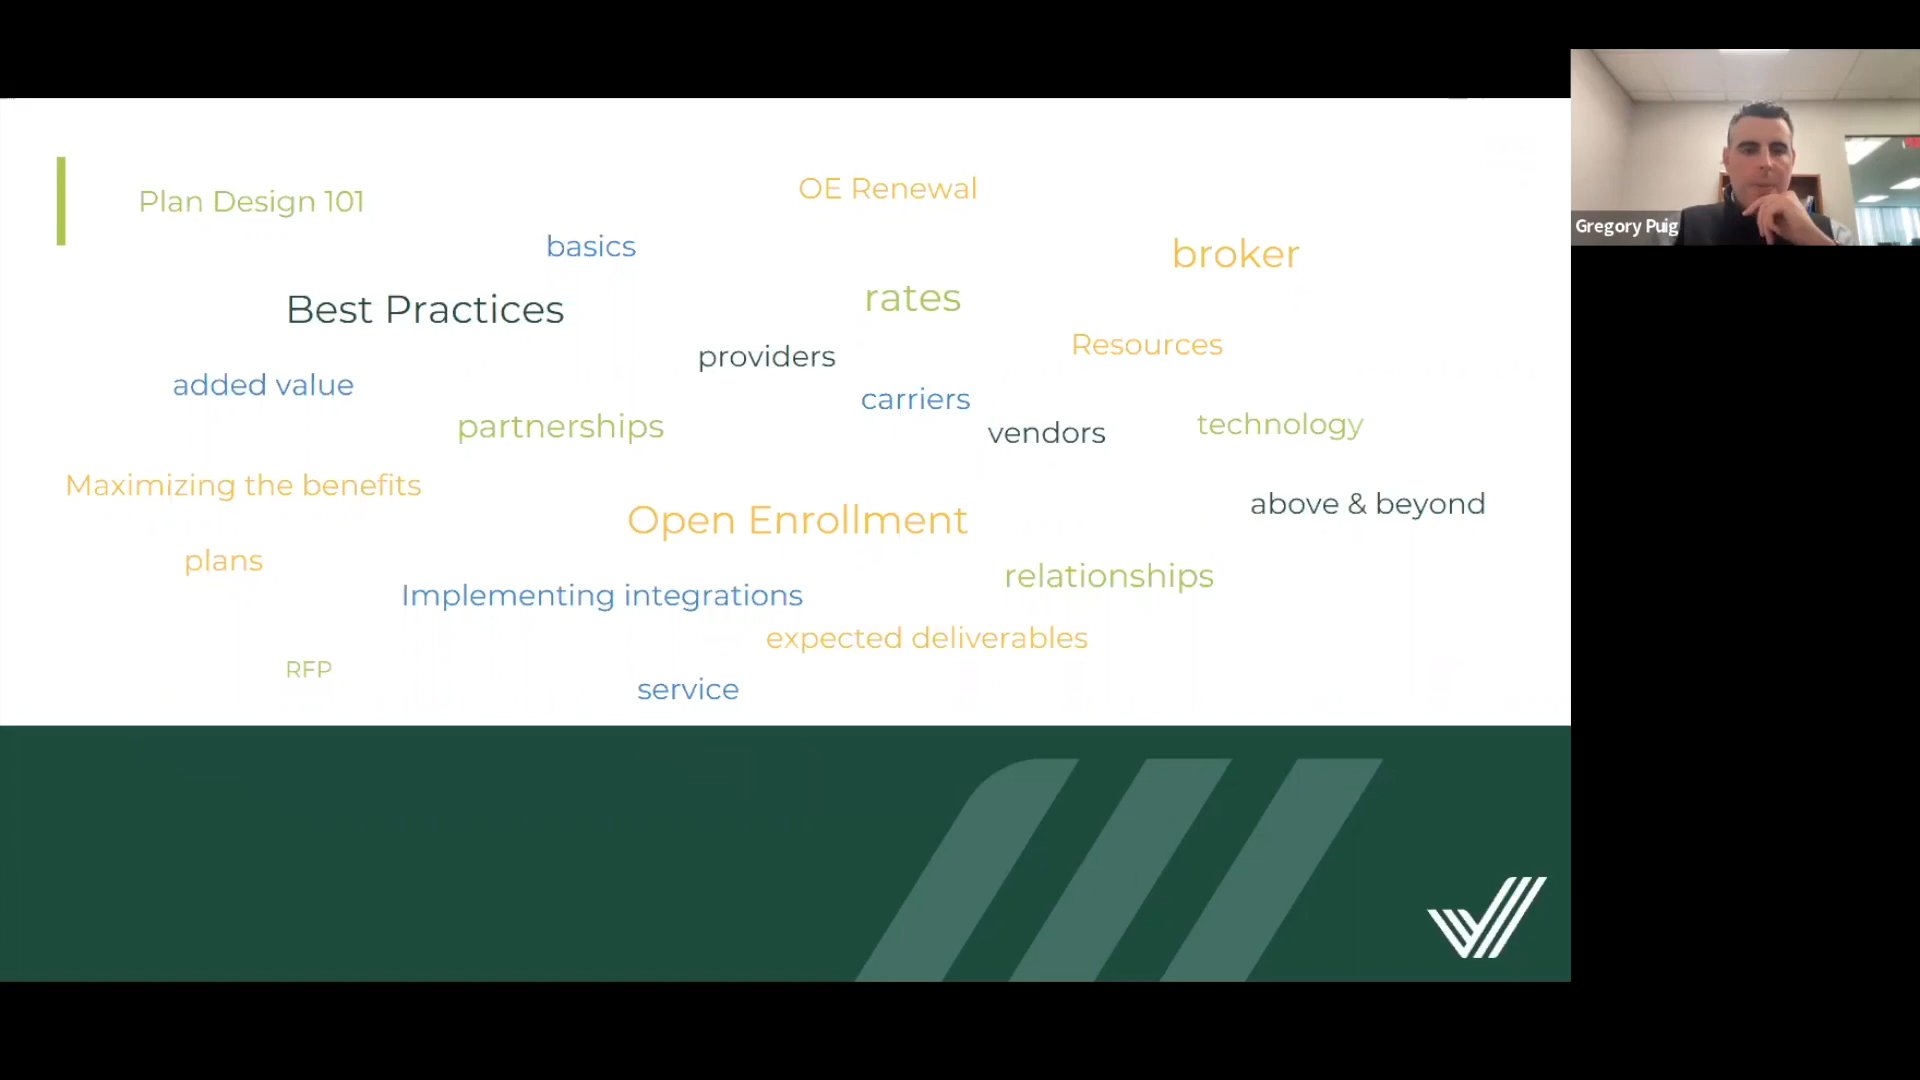 Plan Design 101
OE Renewal
basics
broker
Best Practices
rates
Resources
providers
added value
carriers
partnerships
vendors
technology
Maximizing the benefits
Open Enrollment
above & beyond
plans
Implementing integrations
relationships
expected deliverables
RFP
service
Gregory Puig